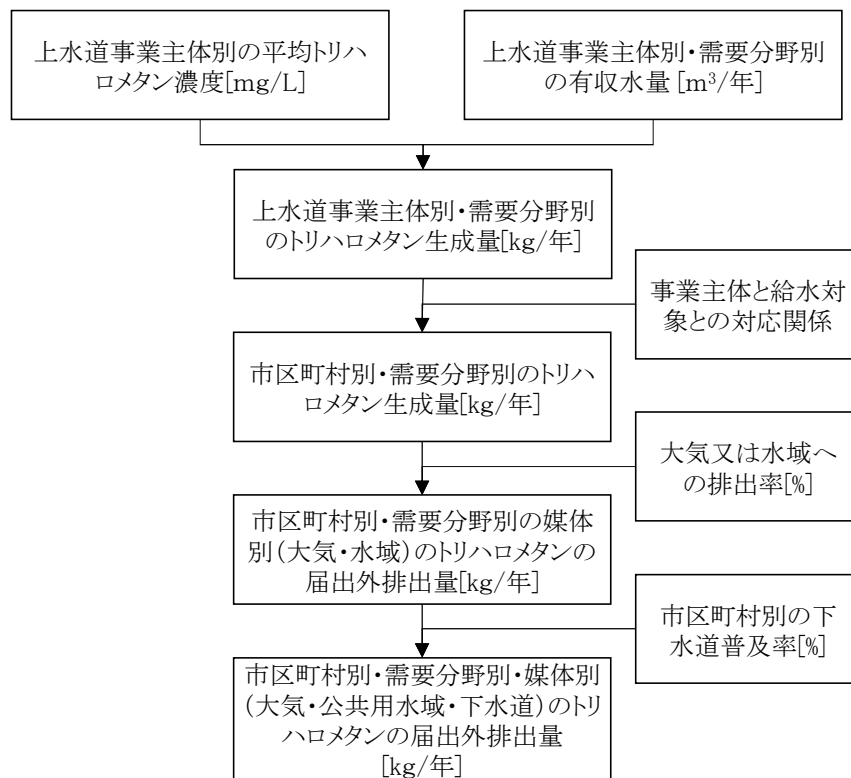 上水道事業主体別の平均トリハ
ロメタン濃度[mg/L]
上水道事業主体別・需要分野別
の有収水量 [m³/年]
上水道事業主体別・需要分野別
のトリハロメタン生成量[kg/年]
事業主体と給水対
象との対応関係
市区町村別・需要分野別のトリハ
ロメタン生成量[kg/年]
大気又は水域へ
の排出率[%]
市区町村別・需要分野別の媒体
別(大気・水域)のトリハロメタンの
届出外排出量[kg/年]
市区町村別の下
水道普及率[%]
市区町村別・需要分野別・媒体別
(大気・公共用水域・下水道)のトリ
ハロメタンの届出外排出量
[kg/年]